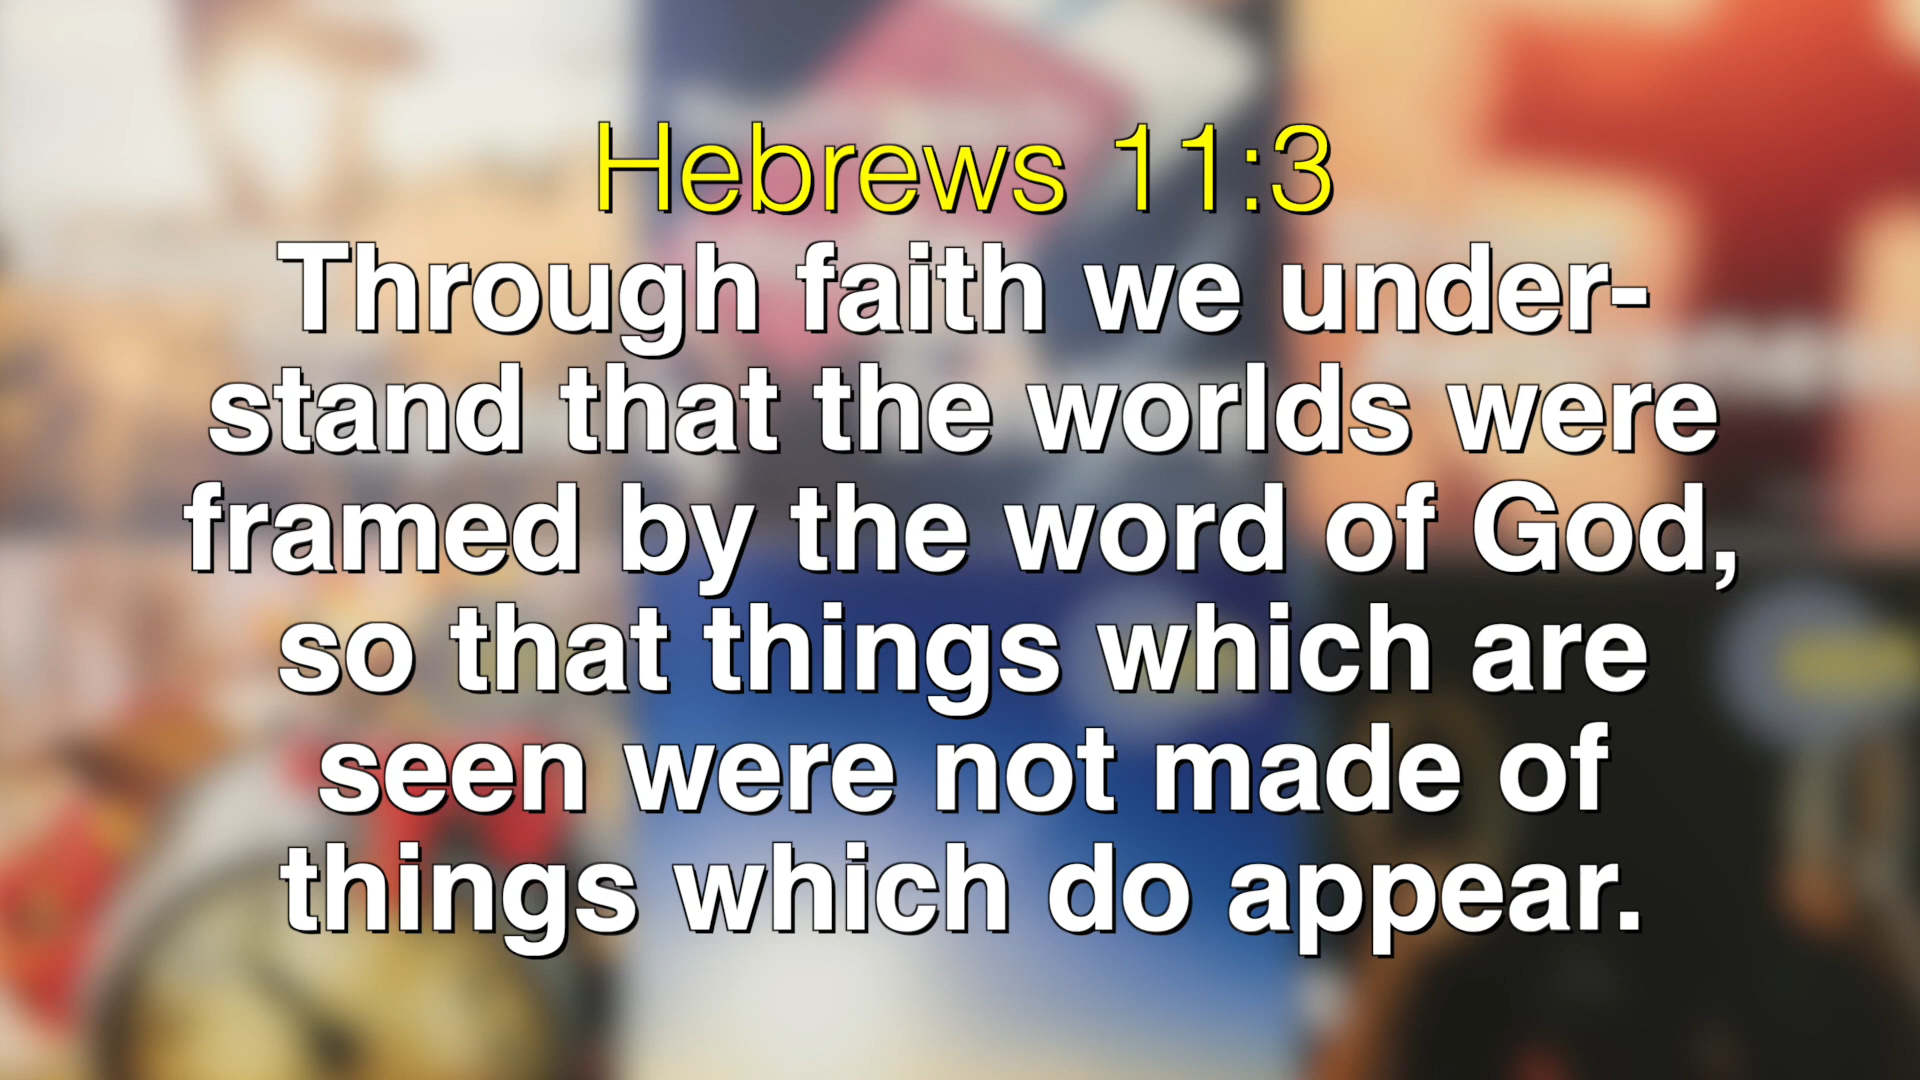 Hebrews 11:3
Through faith we under-
stand that the worlds were
framed by the word of God,
so that things which are
seen were not made of
things which do appear.